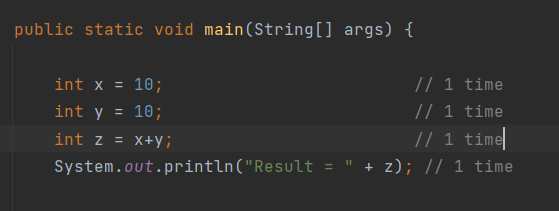 public static void main(String[] args) {
int x = 10; // 1 time
int y = 10; // 1 time
int z = x+y; // 1 time
System.out.println("Result = " + z); // 1 time